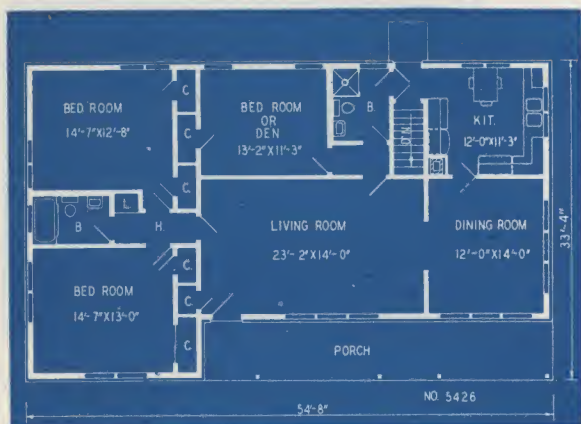 C.
BED ROOM
14'-7"X12'-8"
C.
BED ROOM
OR
DEN
13'-2"X11'-3"
B.
DN.
KIT.
12'-0"X11'-3"
C.
L.
B
H.
LIVING ROOM
23'-2"X14'-0"
DINING ROOM
12'-0"X14'-0"
33'-4"
C.
BED ROOM
14'-7"X13'-0"
C.
C.
PORCH
NO. 5426
54'-8"